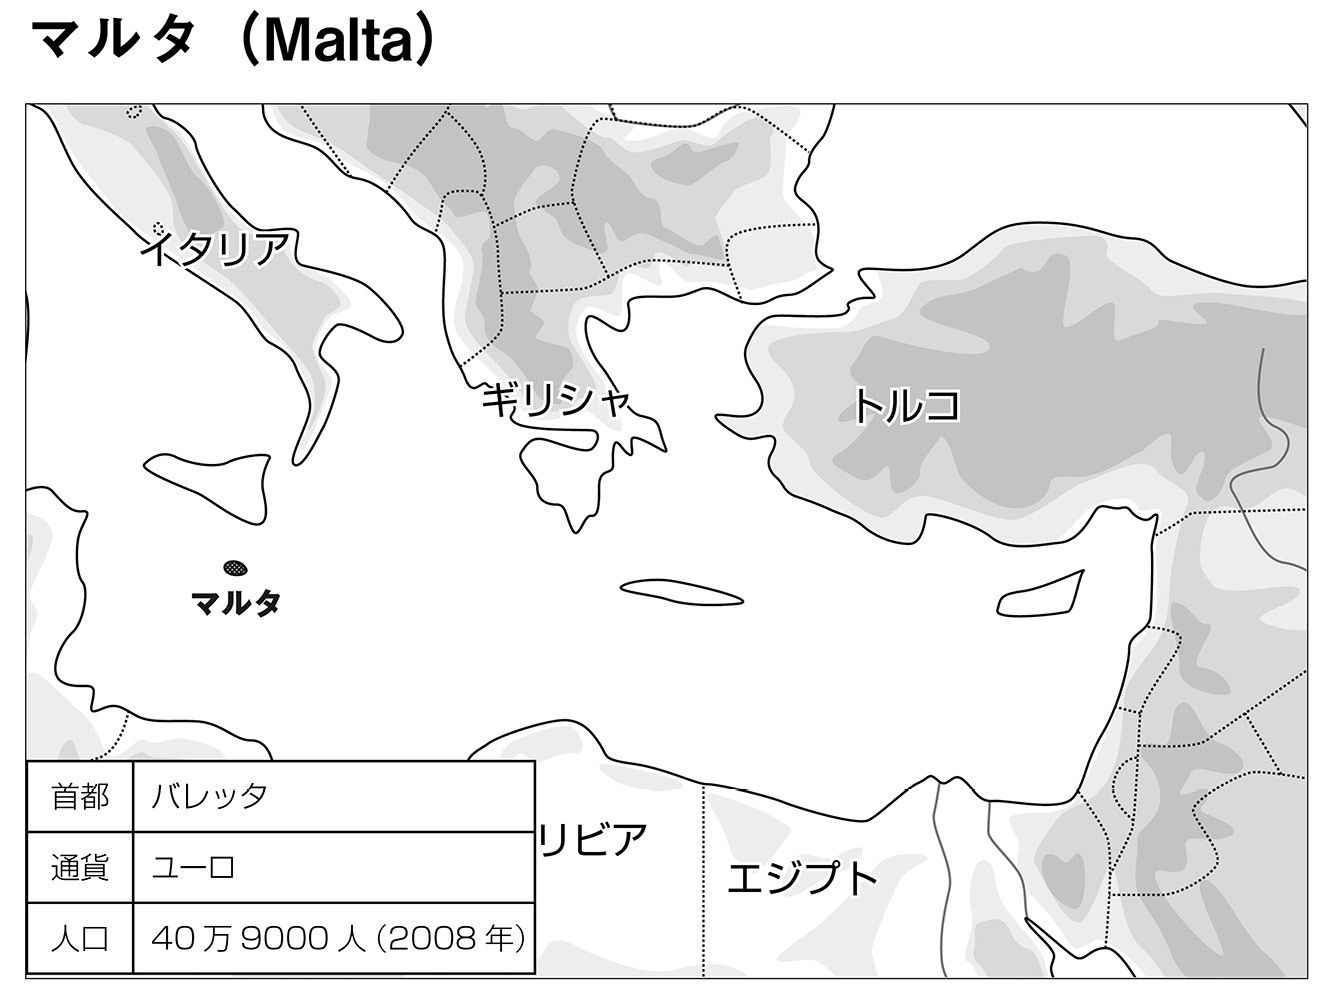 マルタ（Malta）
イタリア
ギリシャ
トルコ
マルタ
リビア
エジプト
首都 バレッタ
通貨 ユーロ
人口 40万9000人（2008年）